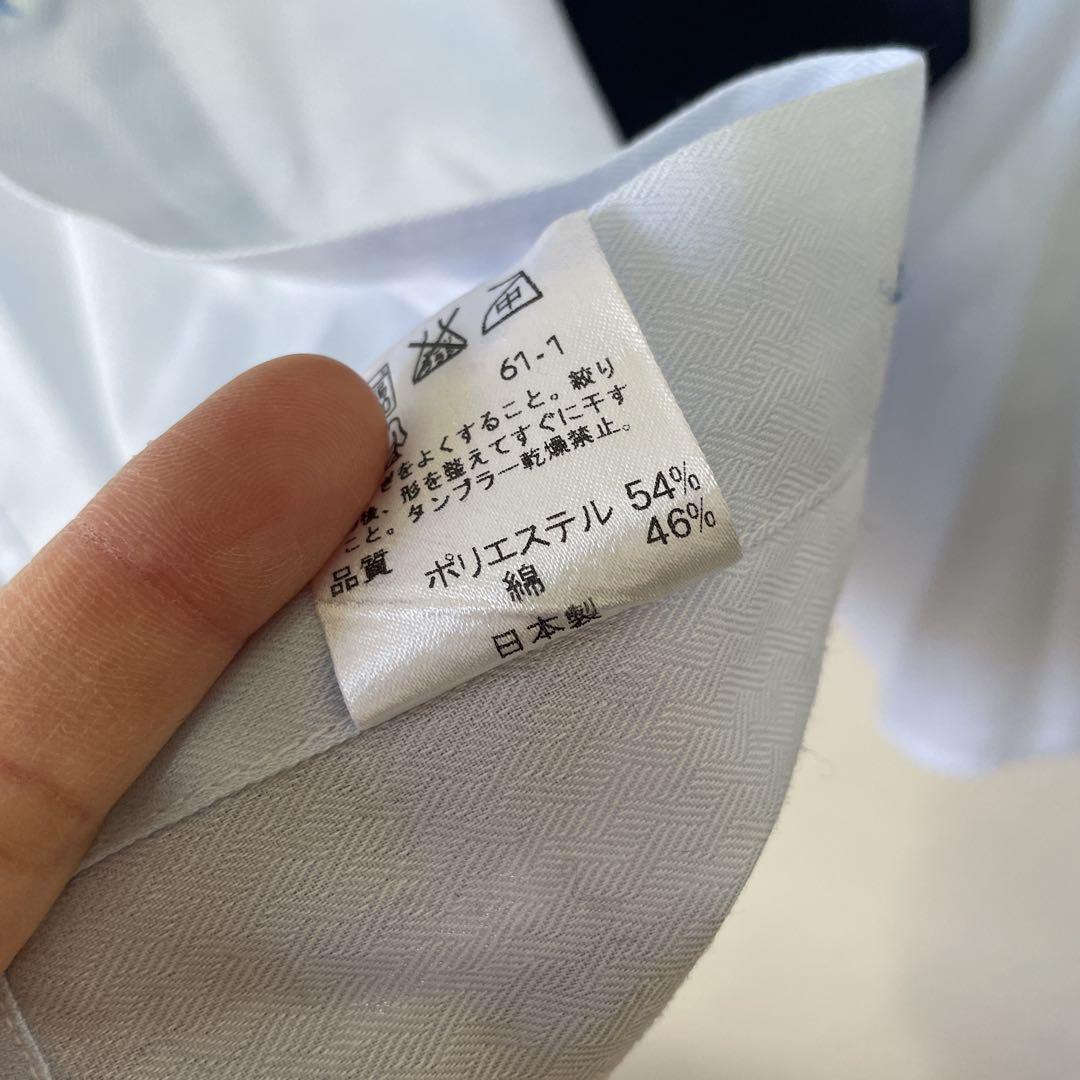 中
61-1
をよくすること。絞り
後、形を整えてすぐに干す
こと。タンブラー乾燥禁止。
品質 ポリエステル 54%
綿 46%
日本製